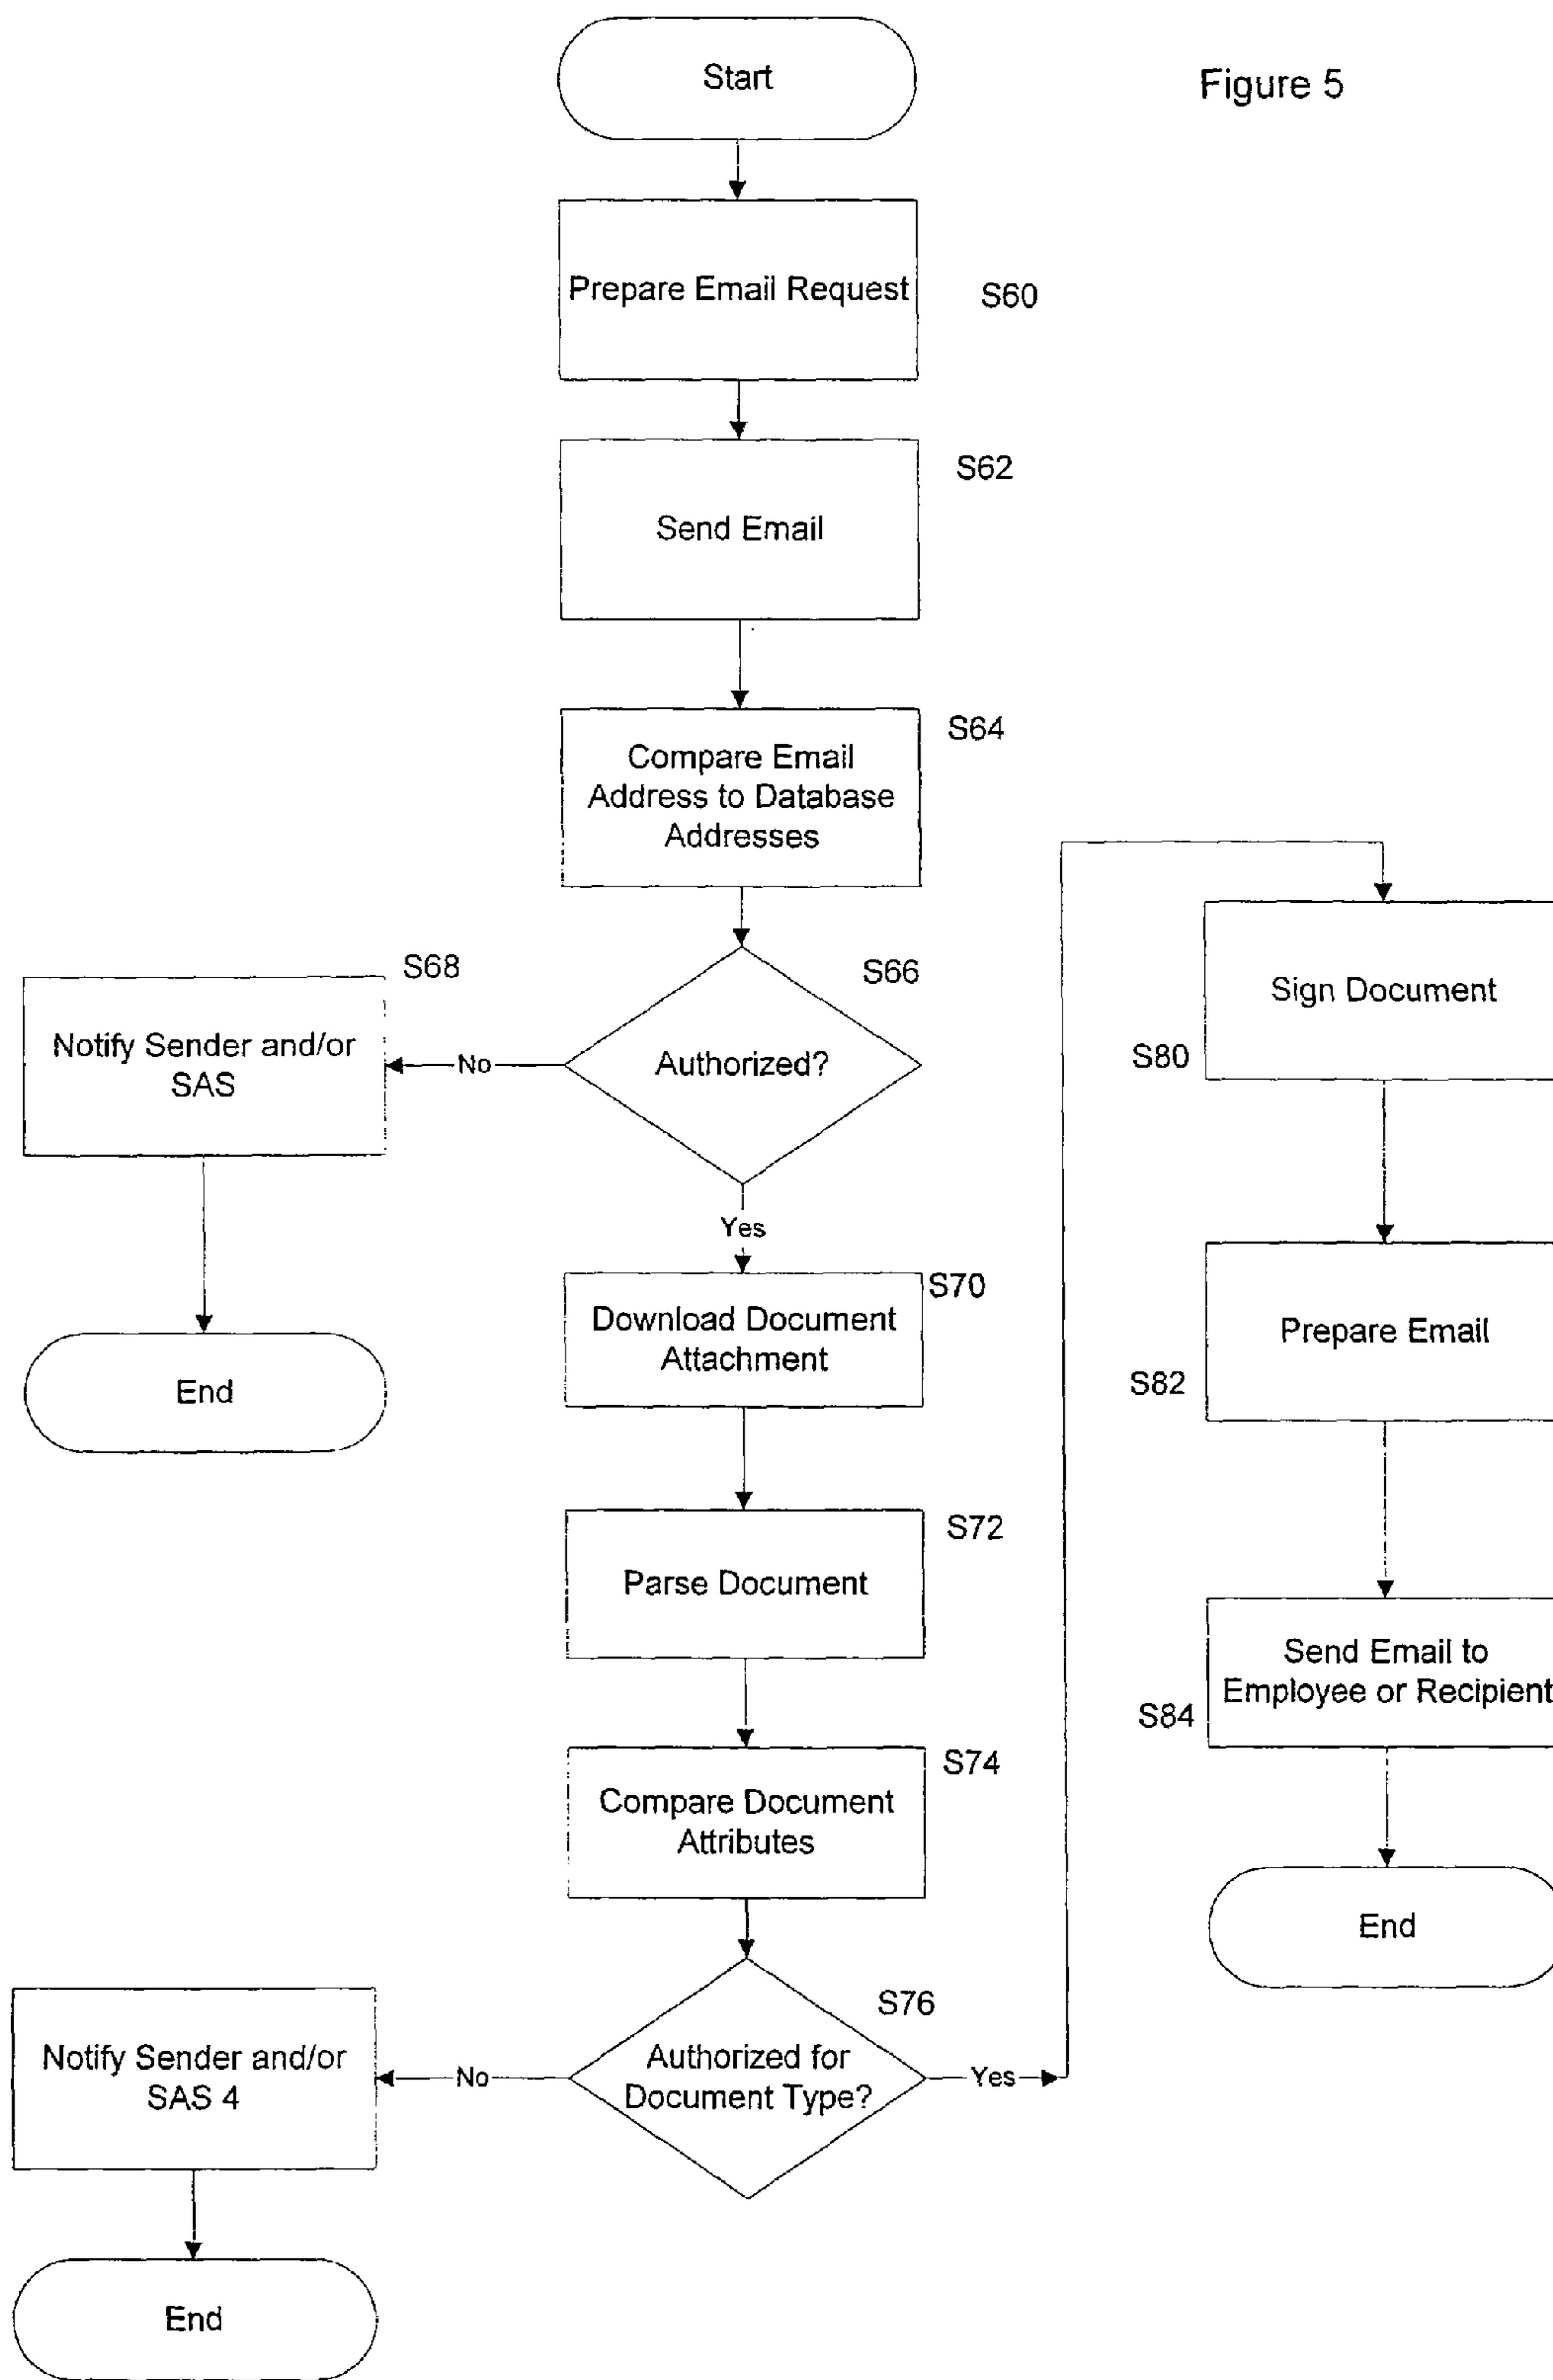 Figure 5
Start
Prepare Email Request
S60
Send Email
S62
Compare Email
Address to Database
Addresses
S64
Authorized?
S66
No
Notify Sender and/or
SAS
S68
End
Yes
Download Document
Attachment
S70
Parse Document
S72
Compare Document
Attributes
S74
Authorized for
Document Type?
S76
No
Notify Sender and/or
SAS 4
End
Yes
Sign Document
S80
Prepare Email
S82
Send Email to
Employee or Recipient
S84
End